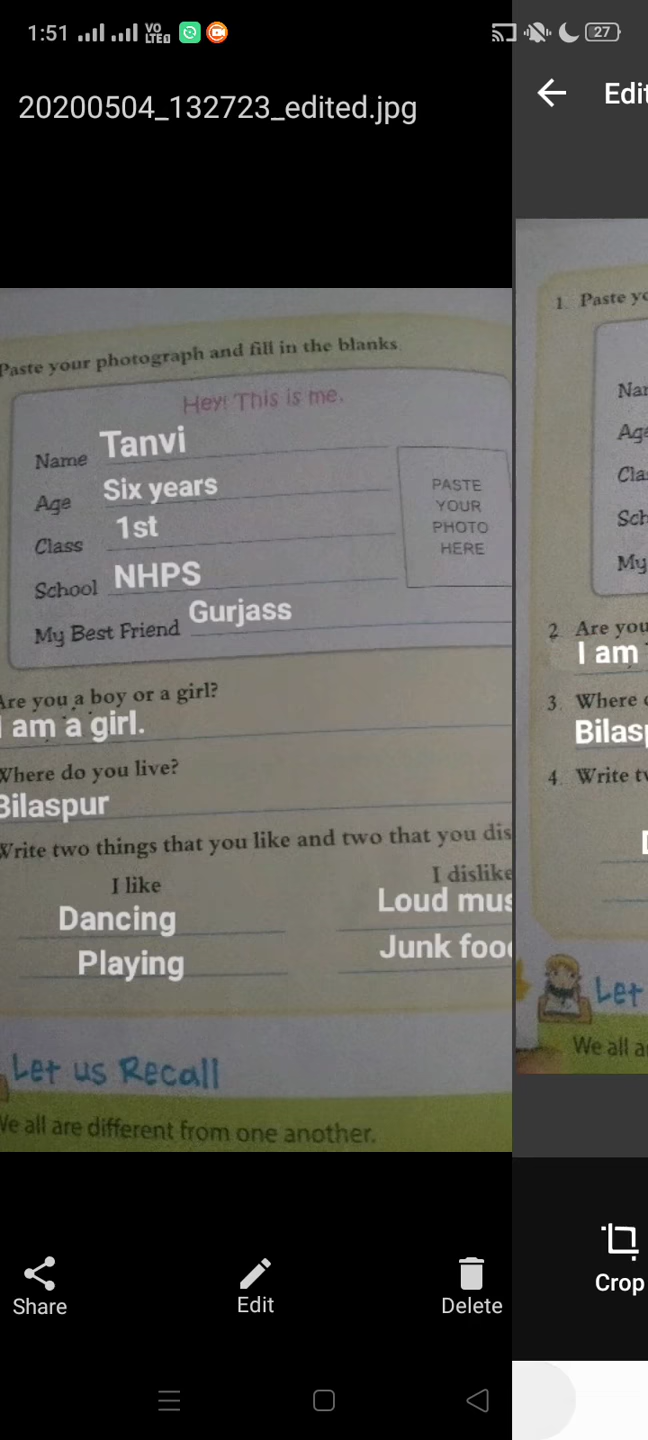 1:51 VO LTE 27
20200504_132723_edited.jpg
Paste your photograph and fill in the blanks
Hey! This is me.
Name Tanvi
Age Six years
Class 1st
School NHPS
My Best Friend Gurjass
PASTE
YOUR
PHOTO
HERE
Are you a boy or a girl?
I am a girl.
Where do you live?
Bilaspur
Write two things that you like and two that you dis
I like I dislike
Dancing Loud mus
Playing Junk foo
Let us Recall
We all are different from one another.
Share Edit Delete
Edit
1. Paste yo
Nar
Age
Cla
Sch
My
2. Are you
I am
3. Where
Bilasp
4. Write tw
Let
We all a
Crop